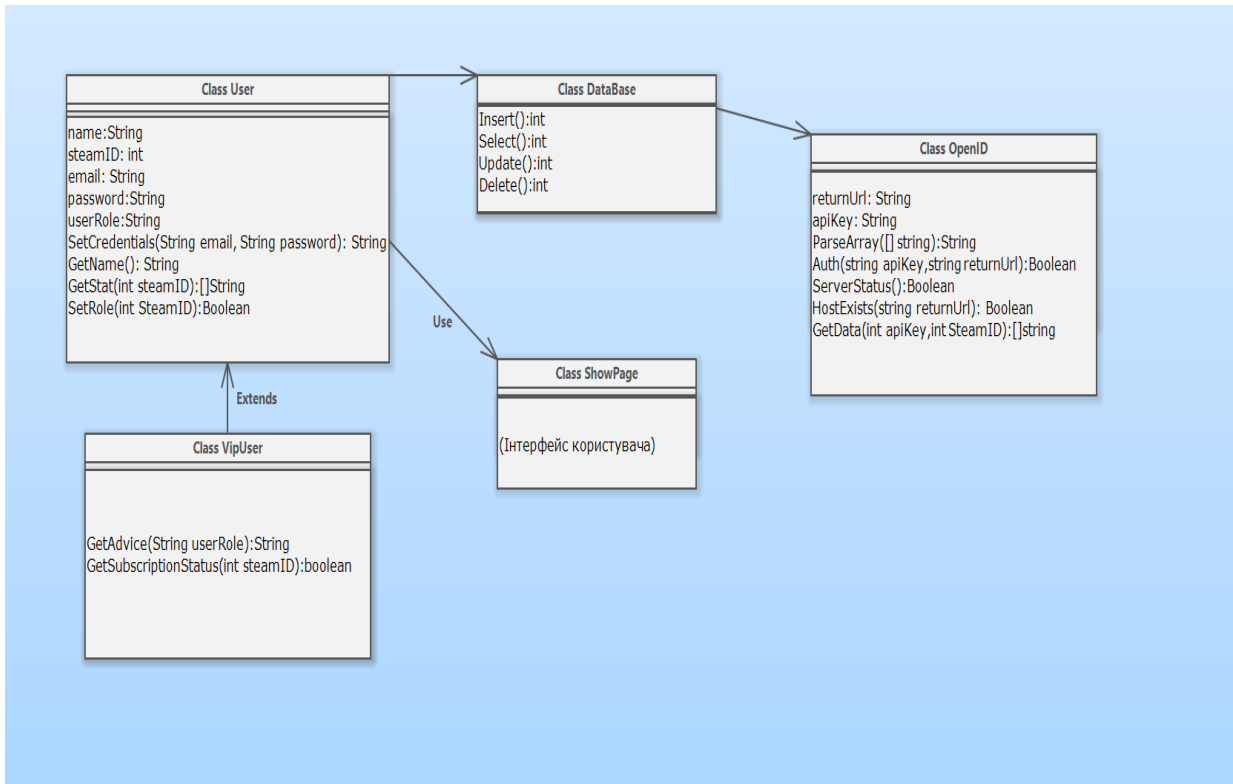 Class User
name:String
steamID: int
email: String
password:String
userRole:String
SetCredentials(String email, String password): String
GetName(): String
GetStat(int steamID):[]String
SetRole(int SteamID):Boolean
Class DataBase
Insert():int
Select():int
Update():int
Delete():int
Class OpenID
returnUrl: String
apiKey: String
ParseArray([] string):String
Auth(string apiKey,string returnUrl):Boolean
ServerStatus():Boolean
HostExists(string returnUrl): Boolean
GetData(int apiKey,int SteamID):[]string
Use
Class ShowPage
(Інтерфейс користувача)
Extends
Class VipUser
GetAdvice(String userRole):String
GetSubscriptionStatus(int steamID):boolean